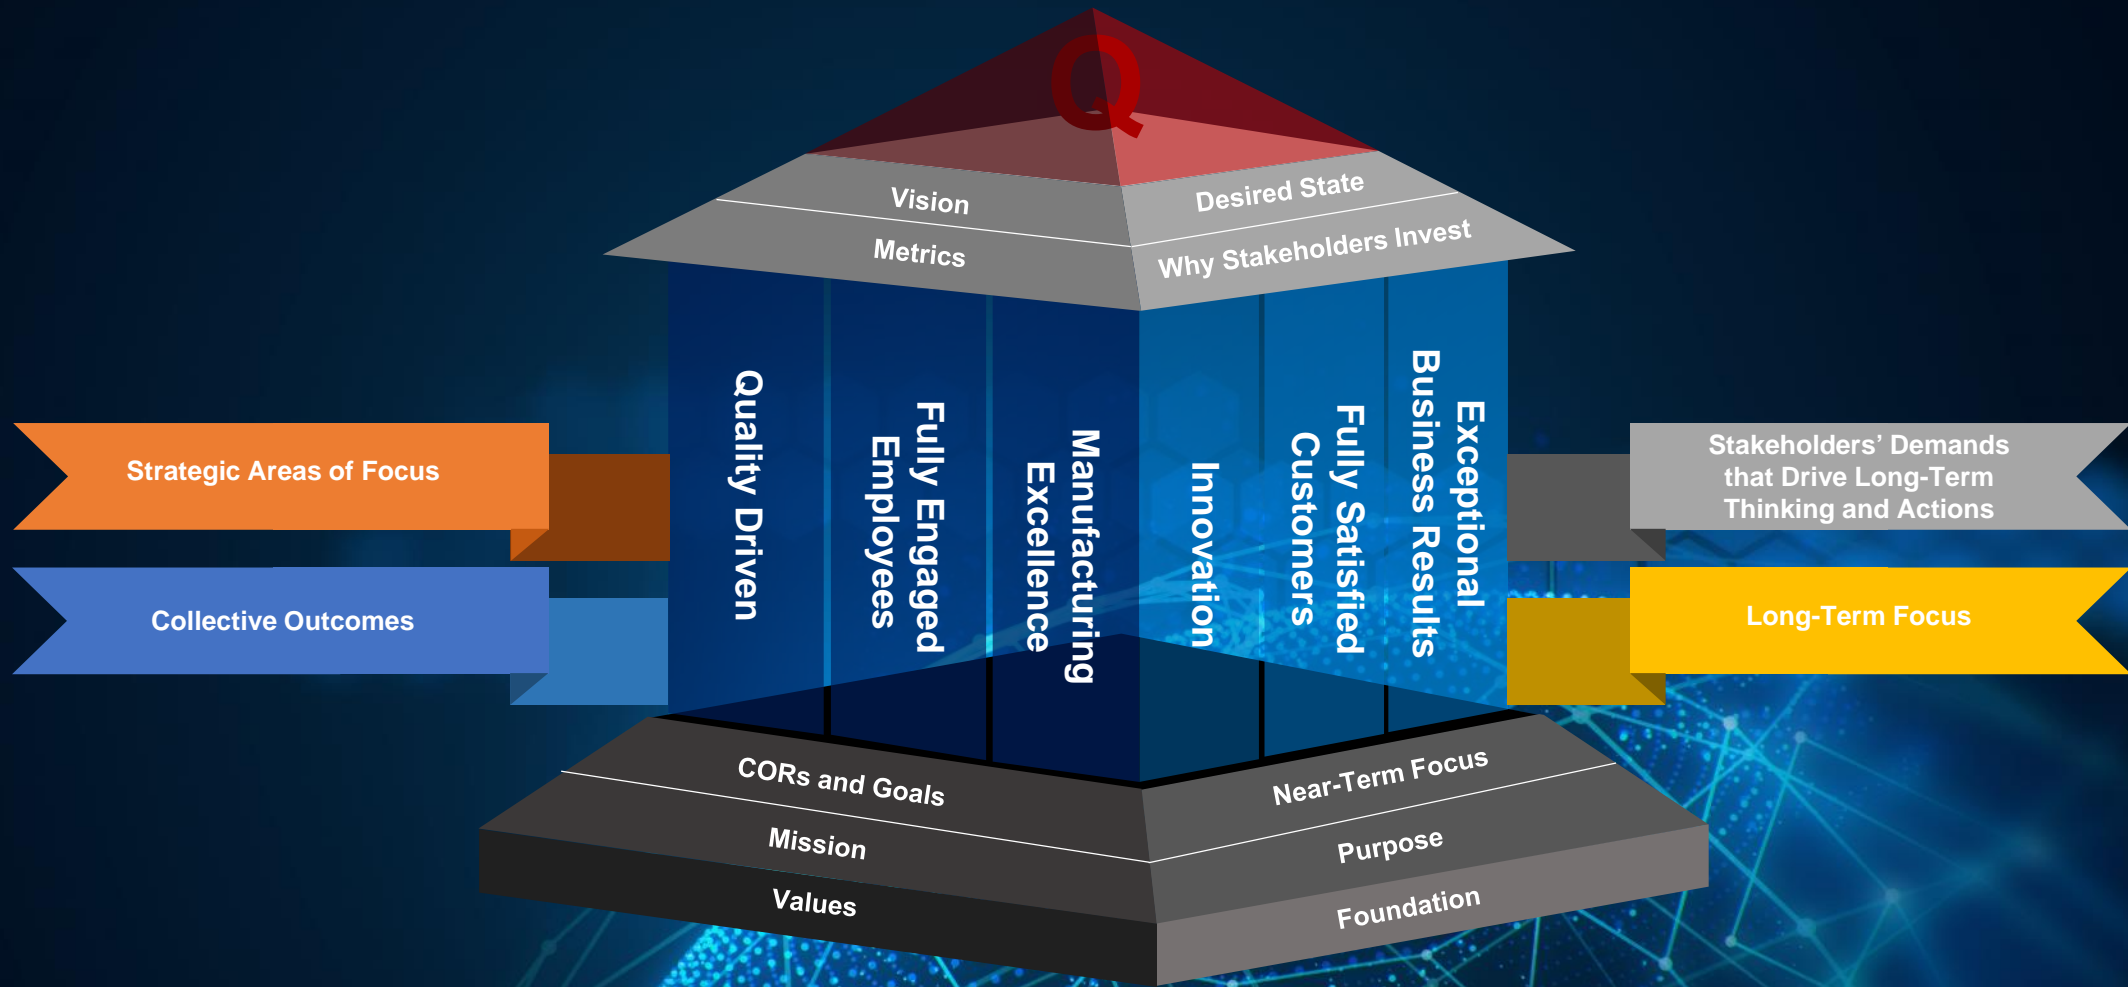 Q
Vision
Desired State
Metrics
Why Stakeholders Invest
Strategic Areas of Focus
Collective Outcomes
Quality Driven
Fully Engaged
Employees
Manufacturing
Excellence
Innovation
Fully Satisfied
Customers
Exceptional
Business Results
Stakeholders’ Demands
that Drive Long-Term
Thinking and Actions
Long-Term Focus
CORs and Goals
Near-Term Focus
Mission
Purpose
Values
Foundation